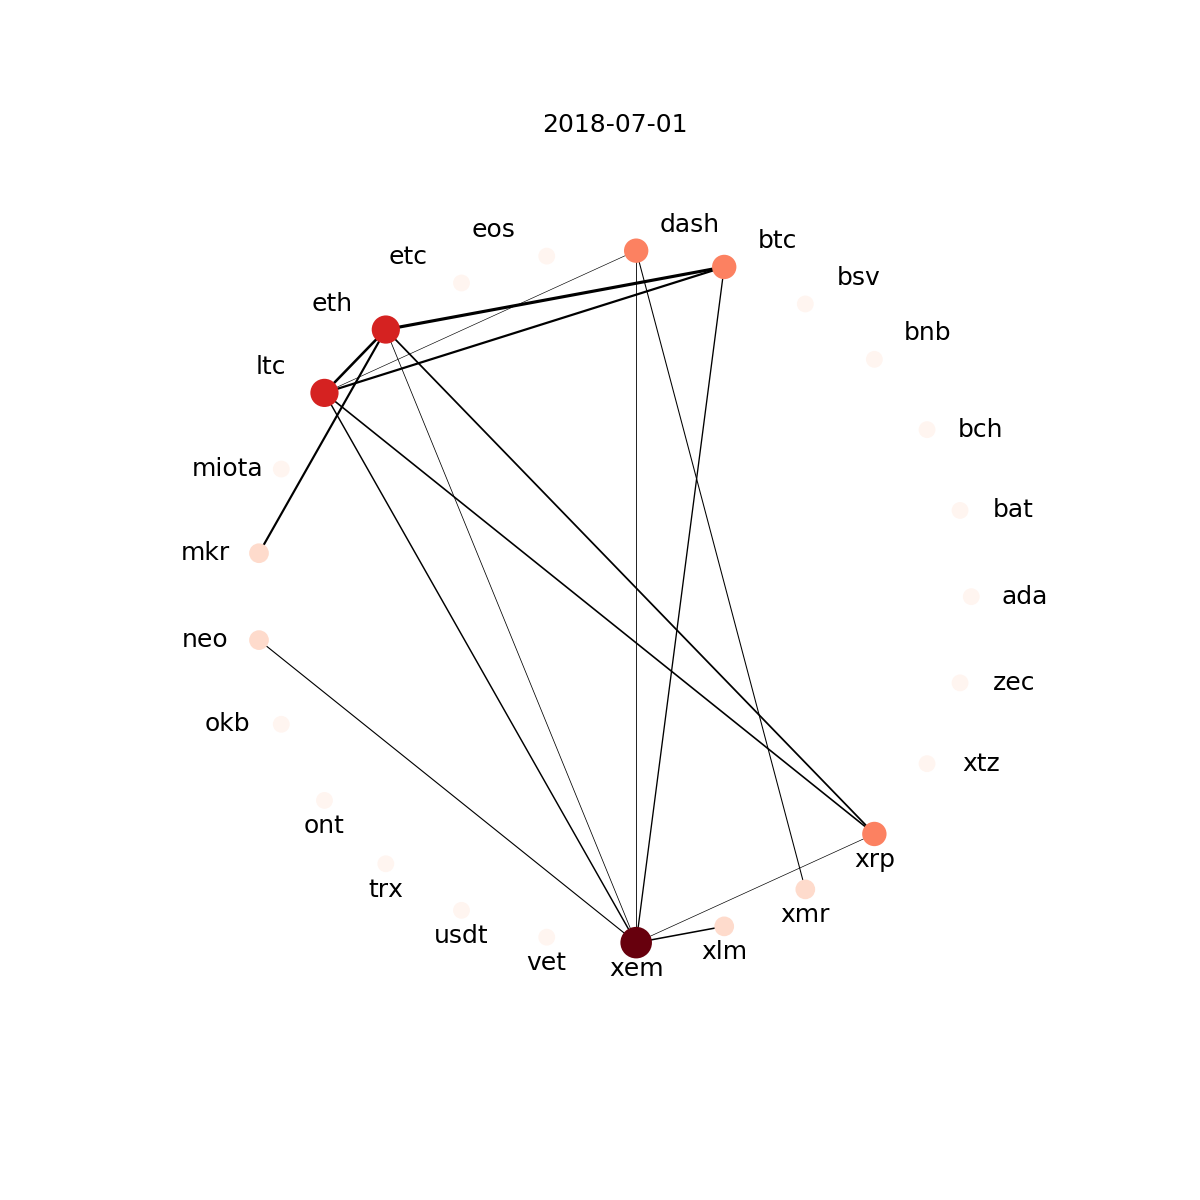 2018-07-01
dash
eos
btc
etc
bsv
eth
bnb
ltc
bch
miota
bat
mkr
ada
neo
zec
okb
xtz
ont
xrp
trx
xmr
usdt
xlm
vet
xem